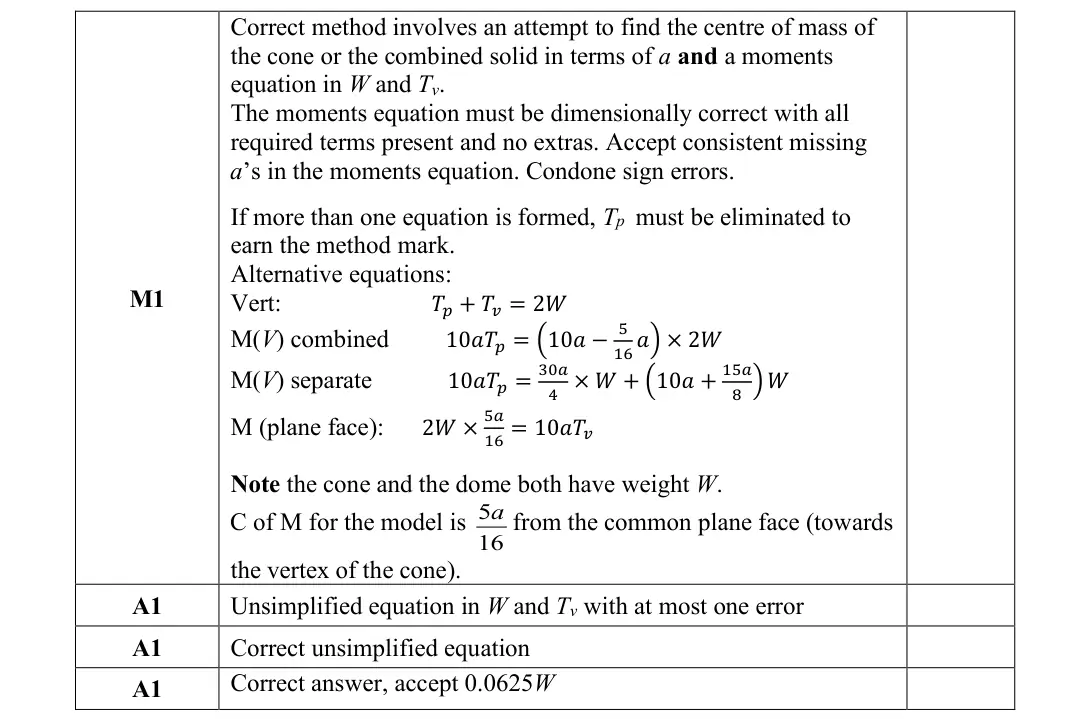 Correct method involves an attempt to find the centre of mass of
the cone or the combined solid in terms of a and a moments
equation in W and Tᵥ.
The moments equation must be dimensionally correct with all
required terms present and no extras. Accept consistent missing
a’s in the moments equation. Condone sign errors.
If more than one equation is formed, Tₚ must be eliminated to
earn the method mark.
Alternative equations:
M1
Vert: Tₚ + Tᵥ = 2W
M(V) combined 10aTₚ = (10a − 5/16 a) × 2W
M(V) separate 10aTₚ = 30a/4 × W + (10a + 15a/8)W
M (plane face): 2W × 5a/16 = 10aTᵥ
Note the cone and the dome both have weight W.
C of M for the model is 5a/16 from the common plane face (towards
the vertex of the cone).
A1 Unsimplified equation in W and Tᵥ with at most one error
A1 Correct unsimplified equation
A1 Correct answer, accept 0.0625W